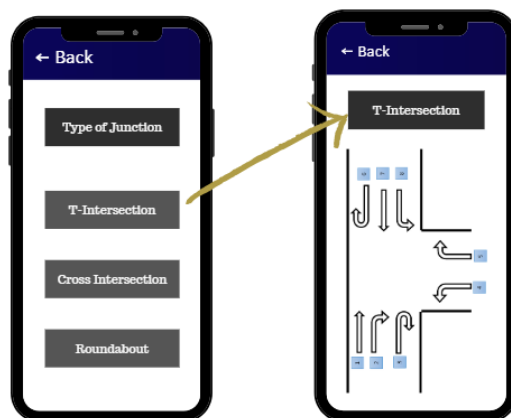 ← Back
Type of Junction
T-Intersection
Cross Intersection
Roundabout
← Back
T-Intersection